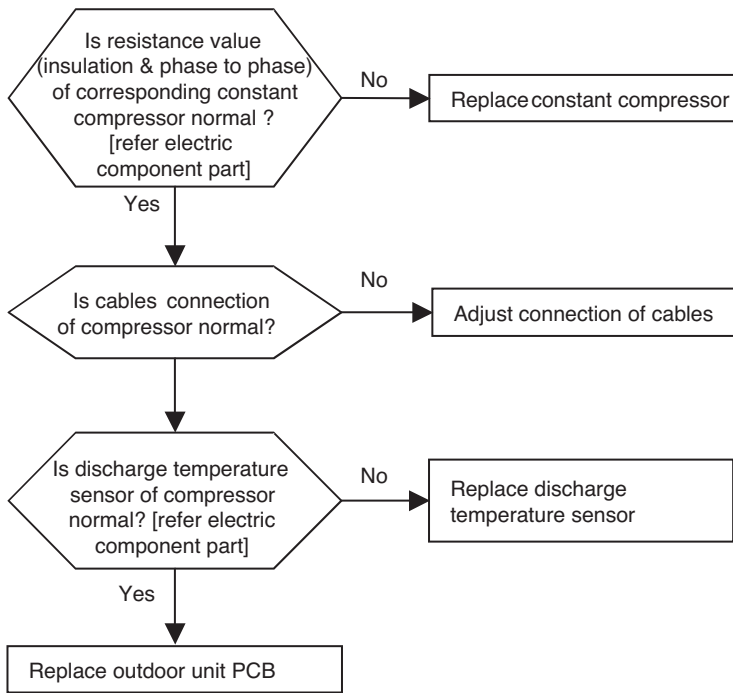 Is resistance value
(insulation & phase to phase)
of corresponding constant
compressor normal ?
[refer electric
component part]
No
Replace constant compressor
Yes
Is cables connection
of compressor normal?
No
Adjust connection of cables
Is discharge temperature
sensor of compressor
normal? [refer electric
component part]
No
Replace discharge
temperature sensor
Yes
Replace outdoor unit PCB